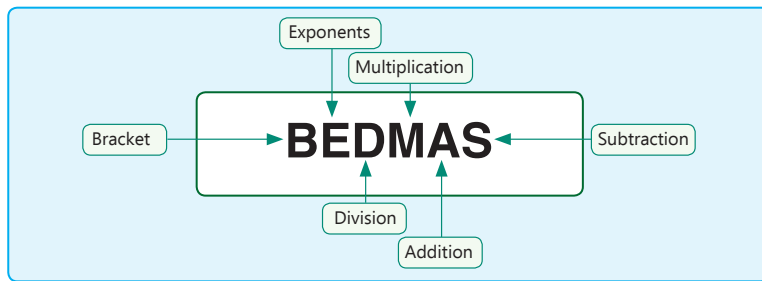 Exponents
Multiplication
Bracket
BEDMAS
Subtraction
Division
Addition